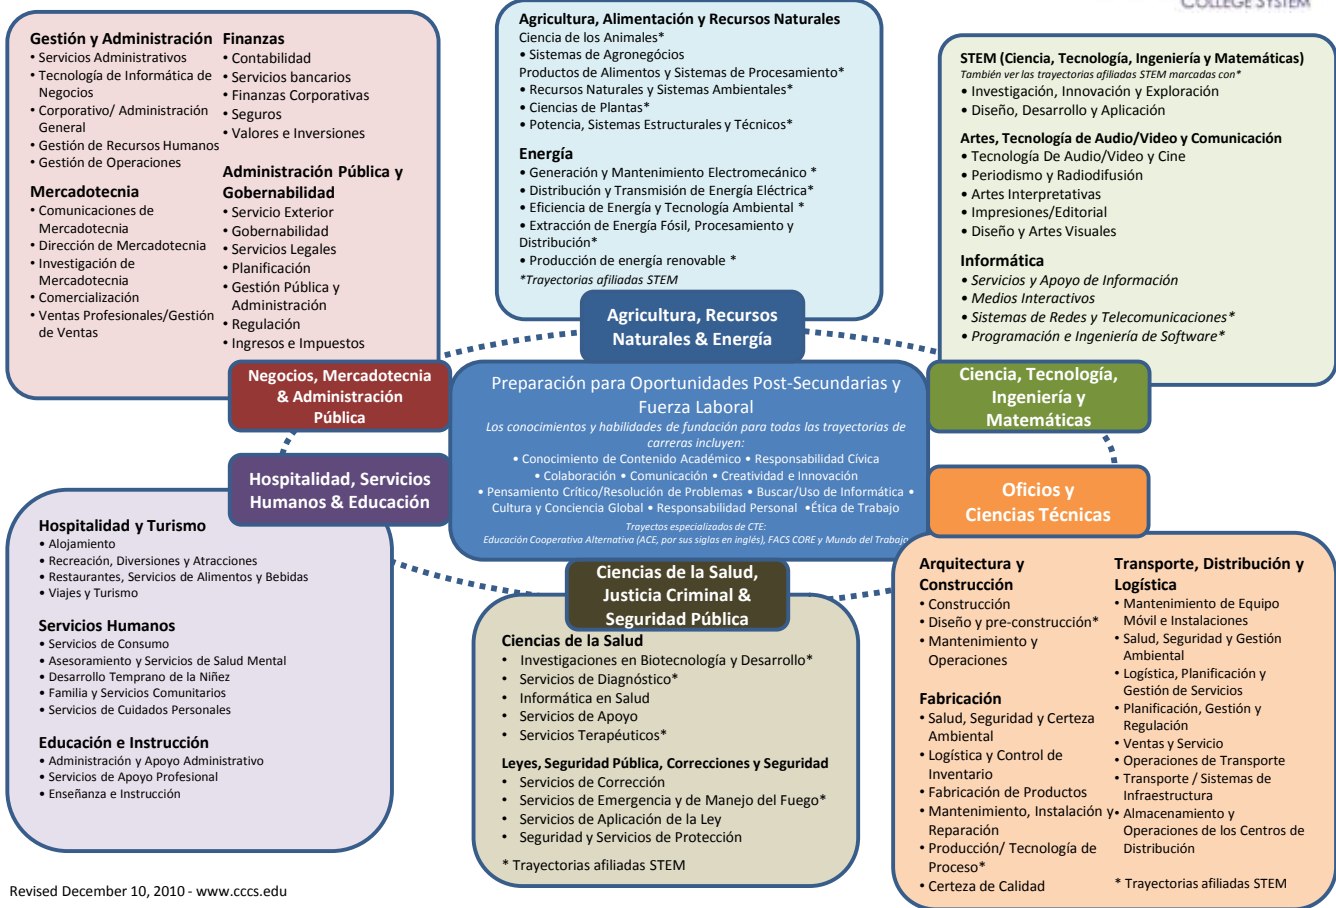 COLLEGE SYSTEM
Gestión y Administración
• Servicios Administrativos
• Tecnología de Informática de
Negocios
• Corporativo/ Administración
General
• Gestión de Recursos Humanos
• Gestión de Operaciones
Mercadotecnia
• Comunicaciones de
Mercadotecnia
• Dirección de Mercadotecnia
• Investigación de
Mercadotecnia
• Comercialización
• Ventas Profesionales/Gestión
de Ventas
Finanzas
• Contabilidad
• Servicios bancarios
• Finanzas Corporativas
• Seguros
• Valores e Inversiones
Administración Pública y
Gobernabilidad
• Servicio Exterior
• Gobernabilidad
• Servicios Legales
• Planificación
• Gestión Pública y
Administración
• Regulación
• Ingresos e Impuestos
Negocios, Mercadotecnia
& Administración
Pública
Agricultura, Alimentación y Recursos Naturales
Ciencia de los Animales*
• Sistemas de Agronegócios
Productos de Alimentos y Sistemas de Procesamiento*
• Recursos Naturales y Sistemas Ambientales*
• Ciencias de Plantas*
• Potencia, Sistemas Estructurales y Técnicos*
Energía
• Generación y Mantenimiento Electromecánico *
• Distribución y Transmisión de Energía Eléctrica*
• Eficiencia de Energía y Tecnología Ambiental *
• Extracción de Energía Fósil, Procesamiento y
Distribución*
• Producción de energía renovable *
*Trayectorias afiliadas STEM
Agricultura, Recursos
Naturales & Energía
STEM (Ciencia, Tecnología, Ingeniería y Matemáticas)
También ver las trayectorias afiliadas STEM marcadas con*
• Investigación, Innovación y Exploración
• Diseño, Desarrollo y Aplicación
Artes, Tecnología de Audio/Video y Comunicación
• Tecnología De Audio/Video y Cine
• Periodismo y Radiodifusión
• Artes Interpretativas
• Impresiones/Editorial
• Diseño y Artes Visuales
Informática
• Servicios y Apoyo de Información
• Medios Interactivos
• Sistemas de Redes y Telecomunicaciones*
• Programación e Ingeniería de Software*
Ciencia, Tecnología,
Ingeniería y
Matemáticas
Preparación para Oportunidades Post-Secundarias y
Fuerza Laboral
Los conocimientos y habilidades de fundación para todas las trayectorias de
carreras incluyen:
• Conocimiento de Contenido Académico • Responsabilidad Cívica
• Colaboración • Comunicación • Creatividad e Innovación
• Pensamiento Crítico/Resolución de Problemas • Buscar/Uso de Informática •
Cultura y Conciencia Global • Responsabilidad Personal •Ética de Trabajo
Trayectos especializados de CTE:
Educación Cooperativa Alternativa (ACE, por sus siglas en inglés), FACS CORE y Mundo del Trabajo
Hospitalidad, Servicios
Humanos & Educación
Hospitalidad y Turismo
• Alojamiento
• Recreación, Diversiones y Atracciones
• Restaurantes, Servicios de Alimentos y Bebidas
• Viajes y Turismo
Servicios Humanos
• Servicios de Consumo
• Asesoramiento y Servicios de Salud Mental
• Desarrollo Temprano de la Niñez
• Familia y Servicios Comunitarios
• Servicios de Cuidados Personales
Educación e Instrucción
• Administración y Apoyo Administrativo
• Servicios de Apoyo Profesional
• Enseñanza e Instrucción
Ciencias de la Salud,
Justicia Criminal &
Seguridad Pública
Ciencias de la Salud
• Investigaciones en Biotecnología y Desarrollo*
• Servicios de Diagnóstico*
• Informática en Salud
• Servicios de Apoyo
• Servicios Terapéuticos*
Leyes, Seguridad Pública, Correcciones y Seguridad
• Servicios de Corrección
• Servicios de Emergencia y de Manejo del Fuego*
• Servicios de Aplicación de la Ley
• Seguridad y Servicios de Protección
* Trayectorias afiliadas STEM
Oficios y
Ciencias Técnicas
Arquitectura y
Construcción
• Construcción
• Diseño y pre-construcción*
• Mantenimiento y
Operaciones
Fabricación
• Salud, Seguridad y Certeza
Ambiental
• Logística y Control de
Inventario
• Fabricación de Productos
• Mantenimiento, Instalación y
Reparación
• Producción/ Tecnología de
Proceso*
• Certeza de Calidad
Transporte, Distribución y
Logística
• Mantenimiento de Equipo
Móvil e Instalaciones
• Salud, Seguridad y Gestión
Ambiental
• Logística, Planificación y
Gestión de Servicios
• Planificación, Gestión y
Regulación
• Ventas y Servicio
• Operaciones de Transporte
• Transporte / Sistemas de
Infraestructura
• Almacenamiento y
Operaciones de los Centros de
Distribución
* Trayectorias afiliadas STEM
Revised December 10, 2010 - www.cccs.edu